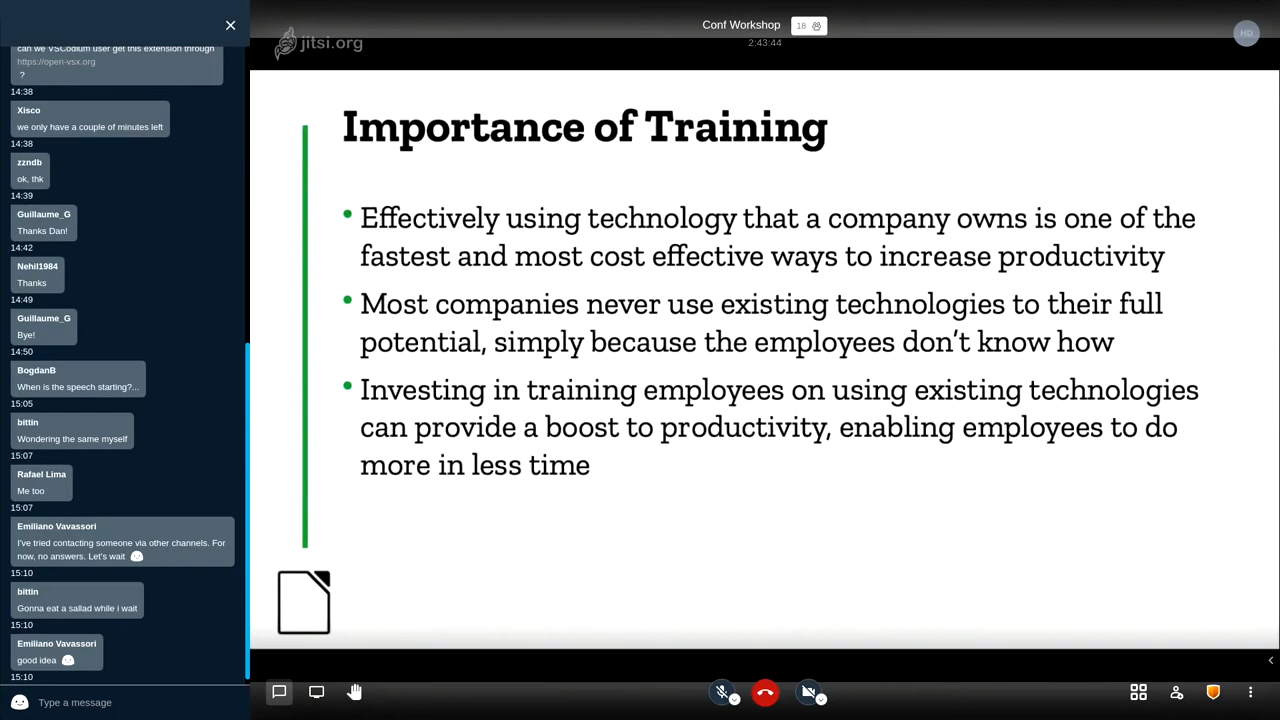 can we VSCodium user get this extension through
https://open-vsx.org
?
14:38
Xisco
we only have a couple of minutes left
14:38
zzndb
ok, thk
14:39
Guillaume_G
Thanks Dan!
14:42
Nehil1984
Thanks
14:49
Guillaume_G
Bye!
14:50
BogdanB
When is the speech starting?...
15:05
bittin
Wondering the same myself
15:07
Rafael Lima
Me too
15:07
Emiliano Vavassori
I've tried contacting someone via other channels. For
now, no answers. Let's wait
15:10
bittin
Gonna eat a sallad while i wait
15:10
Emiliano Vavassori
good idea
15:10
Type a message
jitsi.org
Conf Workshop 18
2:43:44
HD
Importance of Training
• Effectively using technology that a company owns is one of the
fastest and most cost effective ways to increase productivity
• Most companies never use existing technologies to their full
potential, simply because the employees don’t know how
• Investing in training employees on using existing technologies
can provide a boost to productivity, enabling employees to do
more in less time